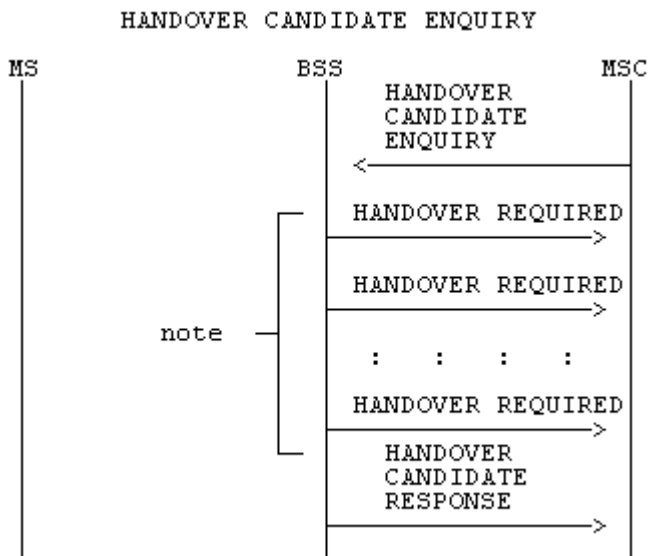 HANDOVER CANDIDATE ENQUIRY
MS BSS MSC
HANDOVER
CANDIDATE
ENQUIRY
HANDOVER REQUIRED
HANDOVER REQUIRED
note
: : : :
HANDOVER REQUIRED
HANDOVER
CANDIDATE
RESPONSE